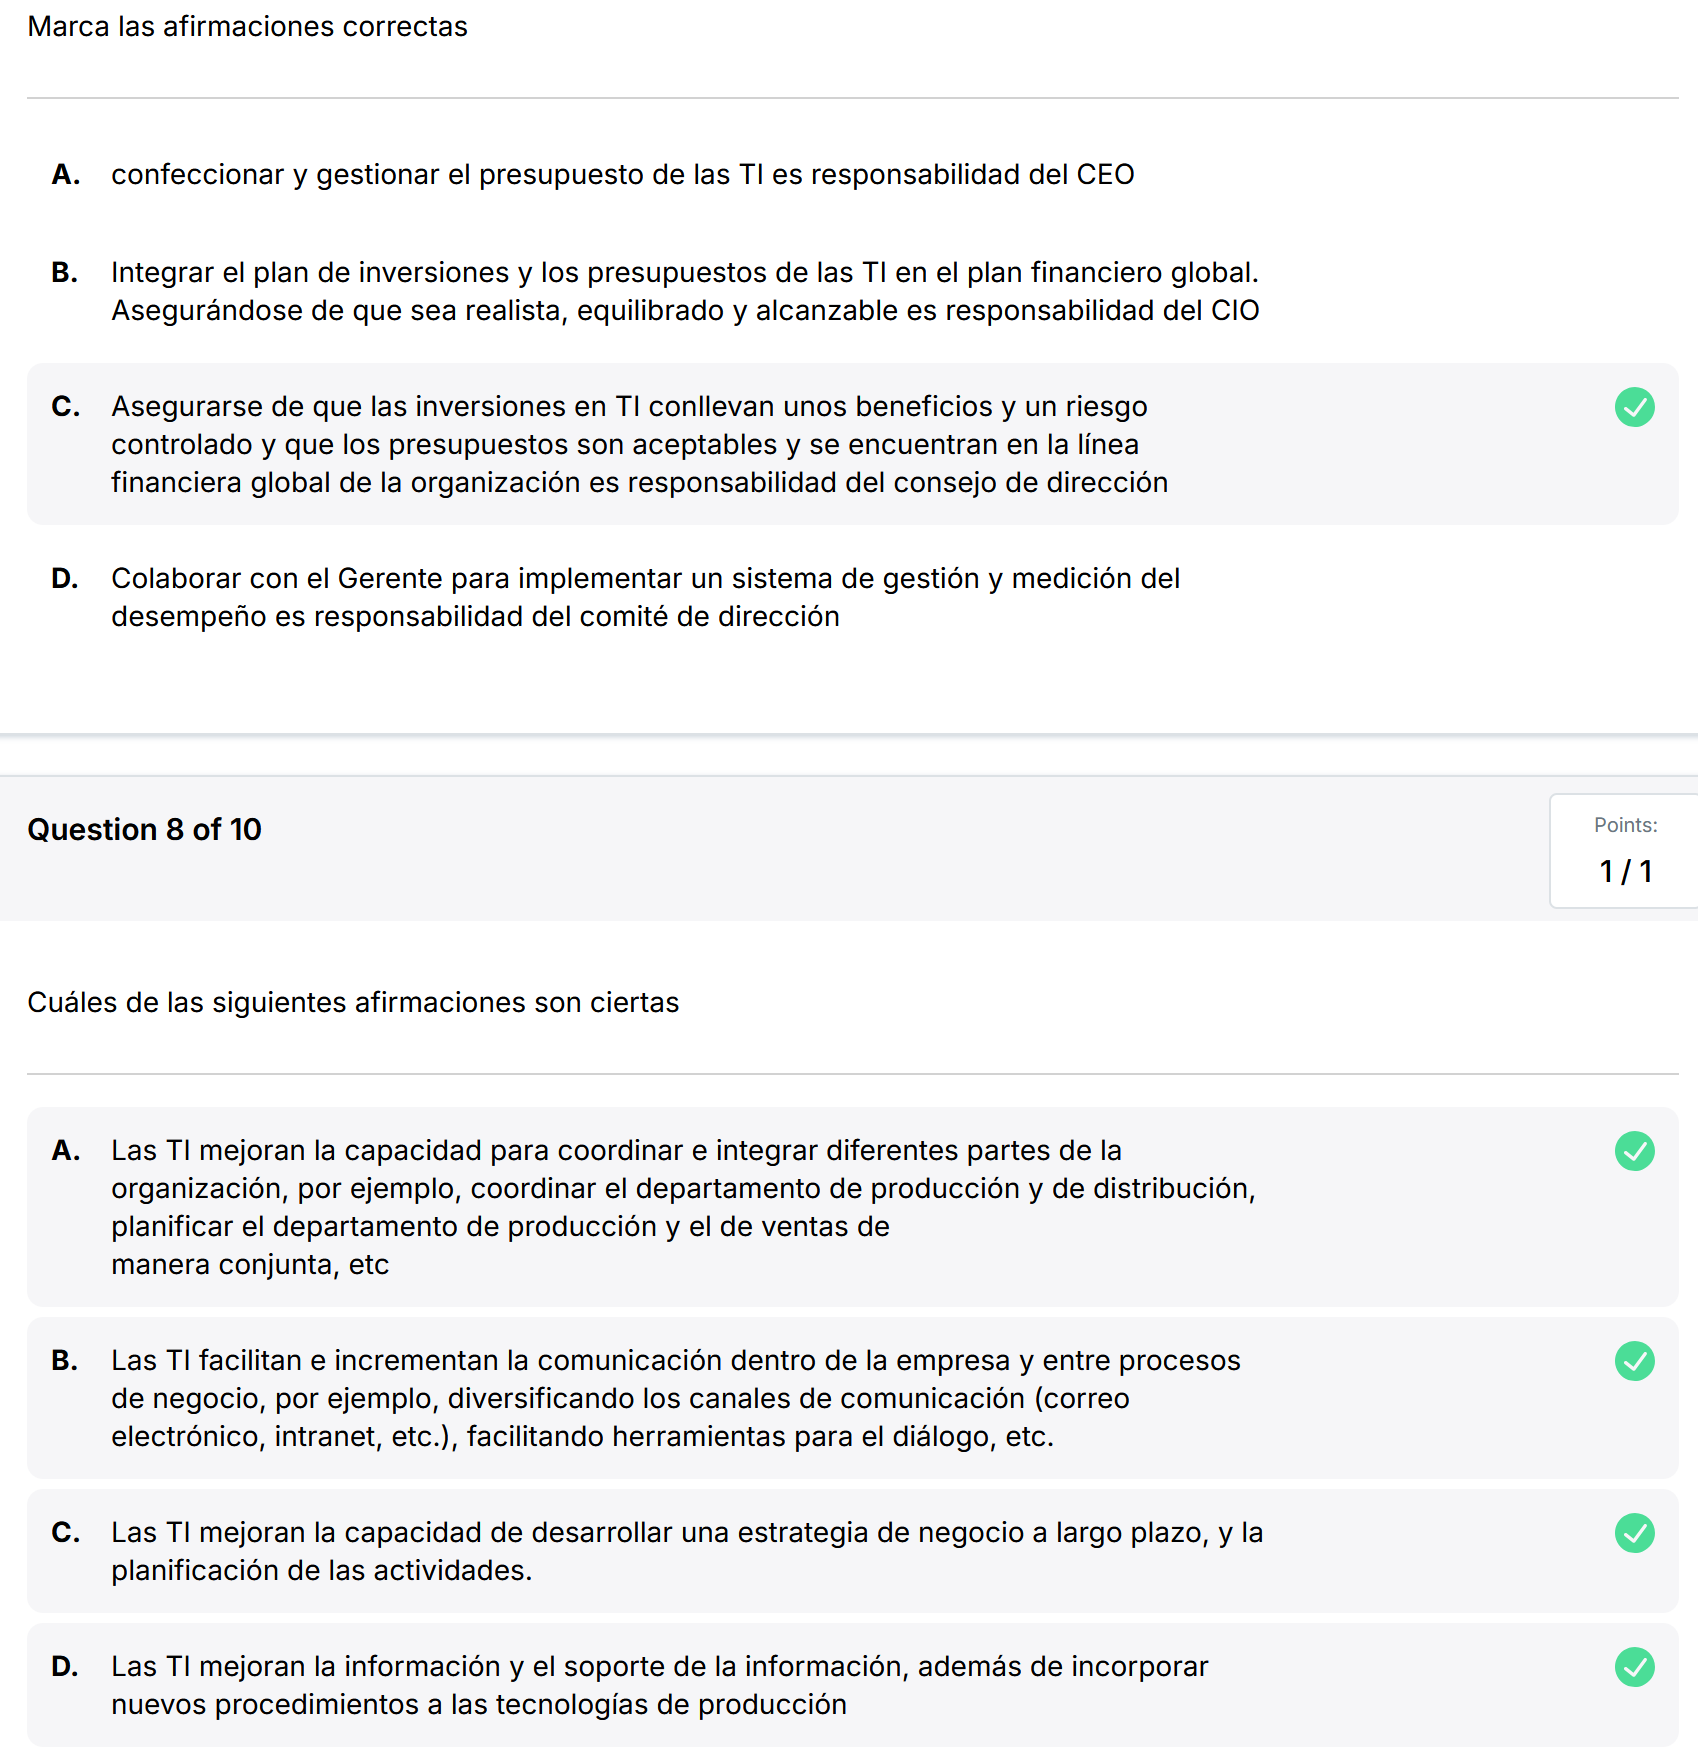 Marca las afirmaciones correctas
A. confeccionar y gestionar el presupuesto de las TI es responsabilidad del CEO
B. Integrar el plan de inversiones y los presupuestos de las TI en el plan financiero global.
Asegurándose de que sea realista, equilibrado y alcanzable es responsabilidad del CIO
C. Asegurarse de que las inversiones en TI conllevan unos beneficios y un riesgo
controlado y que los presupuestos son aceptables y se encuentran en la línea
financiera global de la organización es responsabilidad del consejo de dirección
D. Colaborar con el Gerente para implementar un sistema de gestión y medición del
desempeño es responsabilidad del comité de dirección
Question 8 of 10
Points:
1 / 1
Cuáles de las siguientes afirmaciones son ciertas
A. Las TI mejoran la capacidad para coordinar e integrar diferentes partes de la
organización, por ejemplo, coordinar el departamento de producción y de distribución,
planificar el departamento de producción y el de ventas de
manera conjunta, etc
B. Las TI facilitan e incrementan la comunicación dentro de la empresa y entre procesos
de negocio, por ejemplo, diversificando los canales de comunicación (correo
electrónico, intranet, etc.), facilitando herramientas para el diálogo, etc.
C. Las TI mejoran la capacidad de desarrollar una estrategia de negocio a largo plazo, y la
planificación de las actividades.
D. Las TI mejoran la información y el soporte de la información, además de incorporar
nuevos procedimientos a las tecnologías de producción